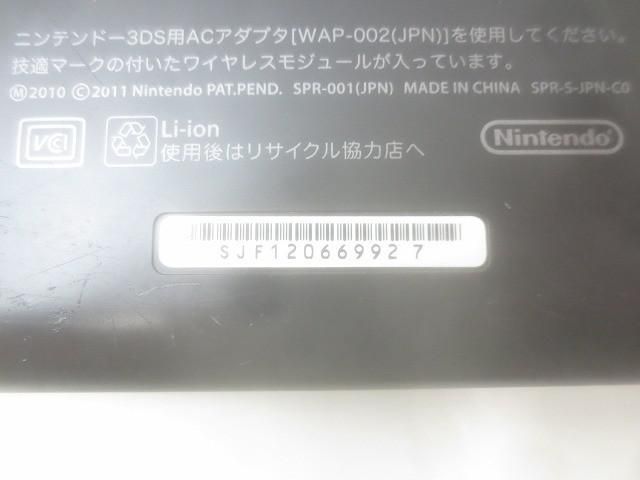 ニンテンドー3DS用ACアダプタ[WAP-002(JPN)]を使用してください。
技適マークの付いたワイヤレスモジュールが入っています。
Ⓜ2010 ©2011 Nintendo PAT.PEND. SPR-001(JPN) MADE IN CHINA SPR-S-JPN-C0
VCI
Li-ion
使用後はリサイクル協力店へ
Nintendo
SJF12066992 7